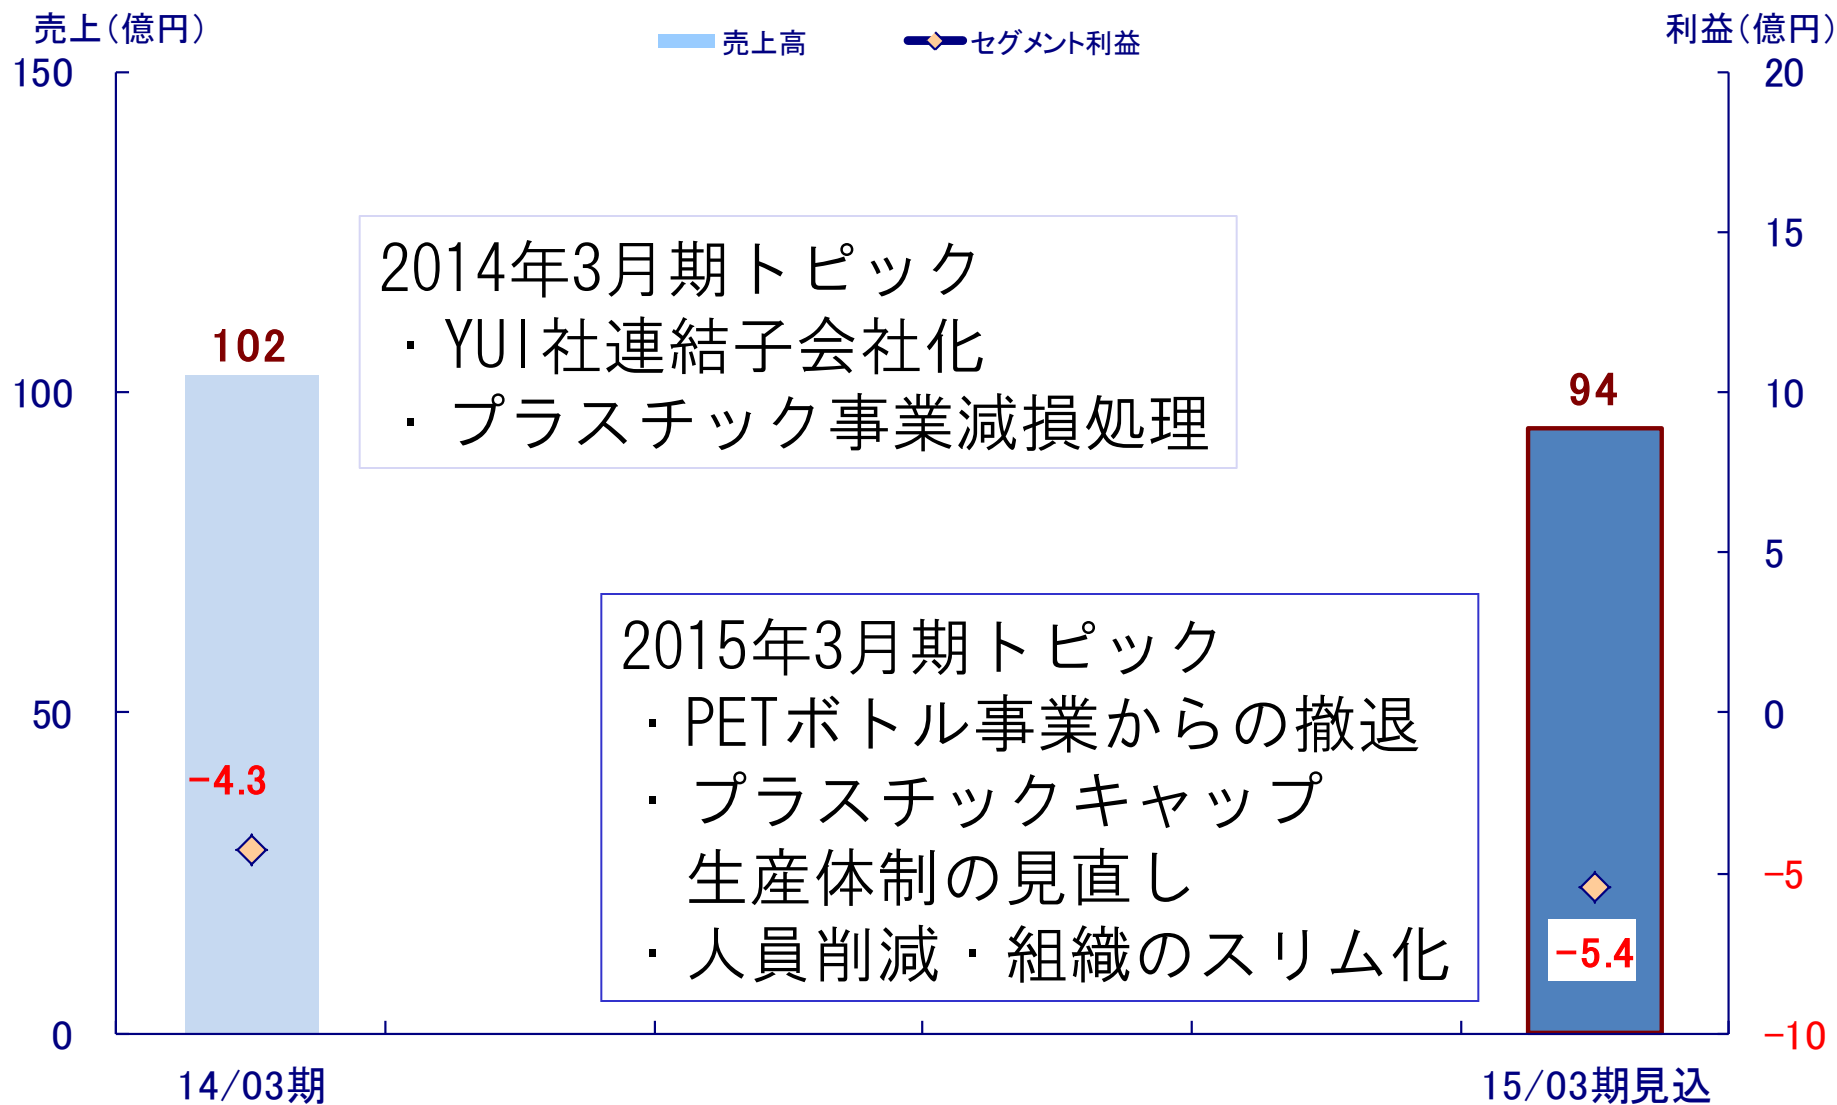 売上(億円)
利益(億円)
売上高
セグメント利益
150
100
50
0
20
15
10
5
0
-5
-10
102
-4.3
94
-5.4
2014年3月期トピック
・YUI社連結子会社化
・プラスチック事業減損処理
2015年3月期トピック
・PETボトル事業からの撤退
・プラスチックキャップ
生産体制の見直し
・人員削減・組織のスリム化
14/03期
15/03期見込